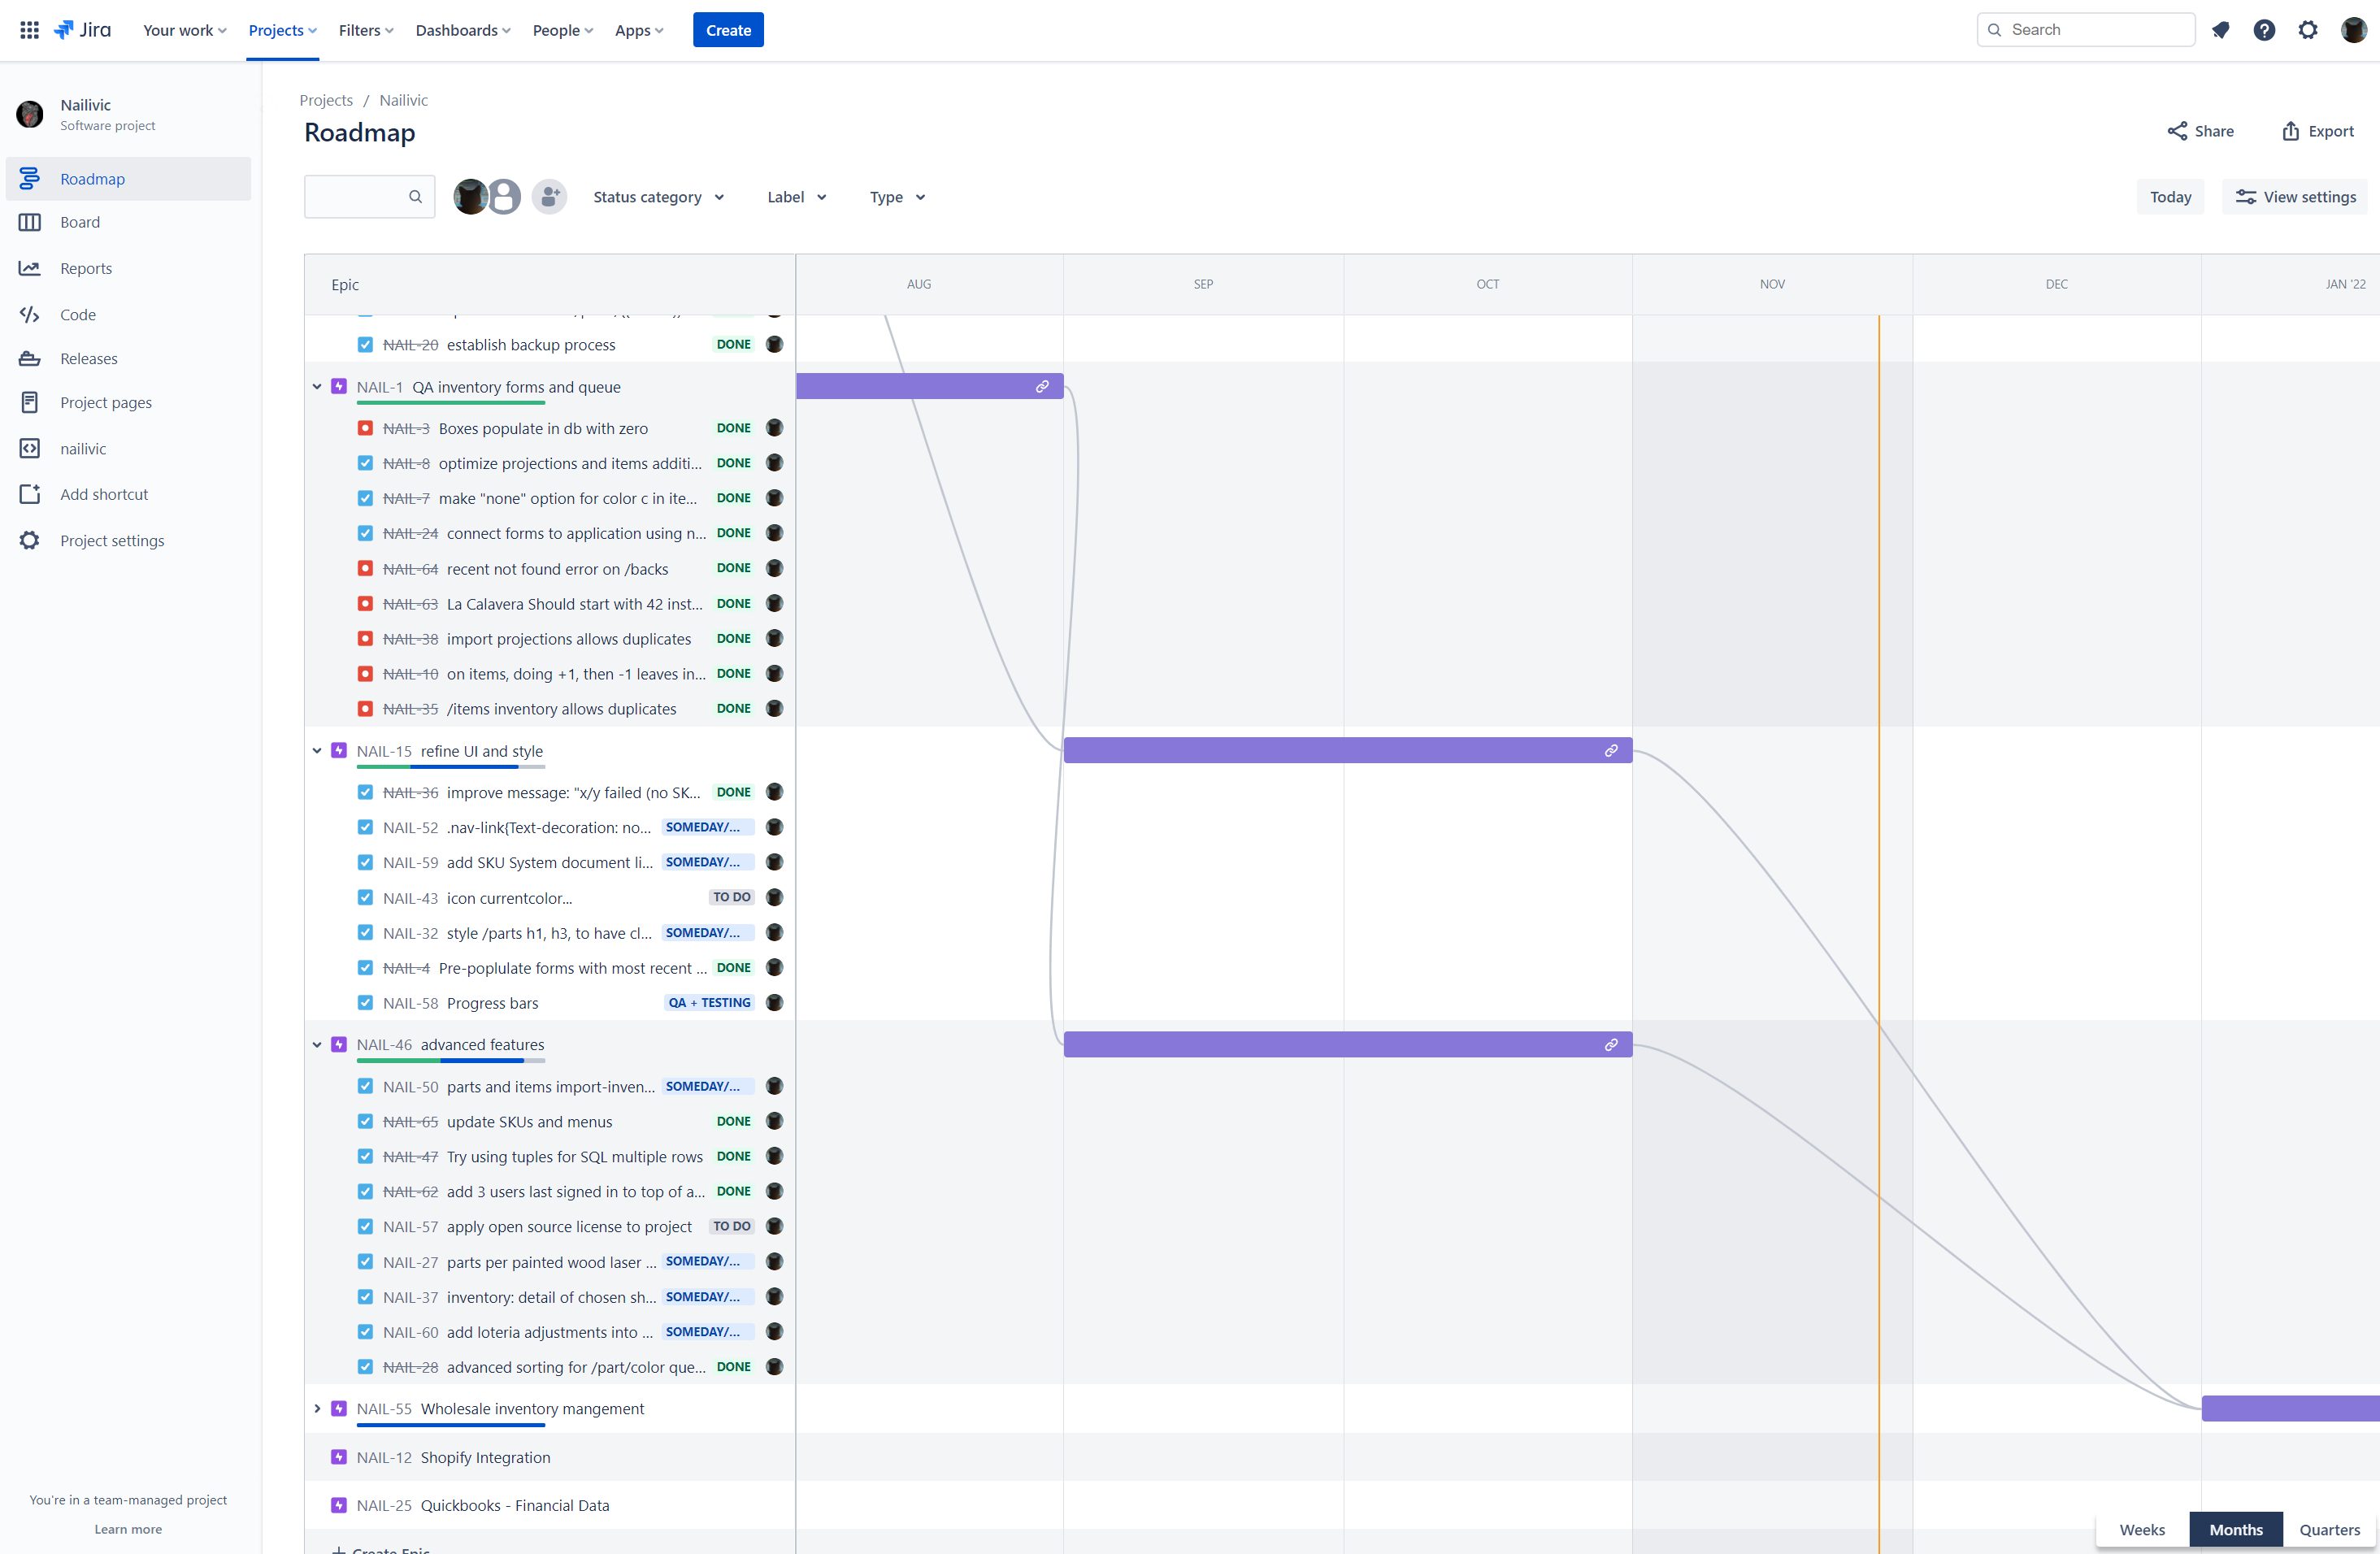 Jira
Your work
Projects
Filters
Dashboards
People
Apps
Create
Search
Nailivic
Software project
Roadmap
Board
Reports
Code
Releases
Project pages
nailivic
Add shortcut
Project settings
You're in a team-managed project
Learn more
Projects / Nailivic
Roadmap
Share
Export
Status category
Label
Type
Today
View settings
Epic
AUG SEP OCT NOV DEC JAN '22
NAIL-20 establish backup process DONE
NAIL-1 QA inventory forms and queue
NAIL-3 Boxes populate in db with zero DONE
NAIL-8 optimize projections and items additi... DONE
NAIL-7 make "none" option for color c in ite... DONE
NAIL-24 connect forms to application using n... DONE
NAIL-64 recent not found error on /backs DONE
NAIL-63 La Calavera Should start with 42 inst... DONE
NAIL-38 import projections allows duplicates DONE
NAIL-10 on items, doing +1, then -1 leaves in... DONE
NAIL-35 /items inventory allows duplicates DONE
NAIL-15 refine UI and style
NAIL-36 improve message: "x/y failed (no SK... DONE
NAIL-52 .nav-link{Text-decoration: no... SOMEDAY/...
NAIL-59 add SKU System document li... SOMEDAY/...
NAIL-43 icon currentcolor... TO DO
NAIL-32 style /parts h1, h3, to have cl... SOMEDAY/...
NAIL-4 Pre-poplulate forms with most recent ... DONE
NAIL-58 Progress bars QA + TESTING
NAIL-46 advanced features
NAIL-50 parts and items import-inven... SOMEDAY/...
NAIL-65 update SKUs and menus DONE
NAIL-47 Try using tuples for SQL multiple rows DONE
NAIL-62 add 3 users last signed in to top of a... DONE
NAIL-57 apply open source license to project TO DO
NAIL-27 parts per painted wood laser ... SOMEDAY/...
NAIL-37 inventory: detail of chosen sh... SOMEDAY/...
NAIL-60 add loteria adjustments into ... SOMEDAY/...
NAIL-28 advanced sorting for /part/color que... DONE
NAIL-55 Wholesale inventory mangement
NAIL-12 Shopify Integration
NAIL-25 Quickbooks - Financial Data
+ Create Epic
Weeks
Months
Quarters